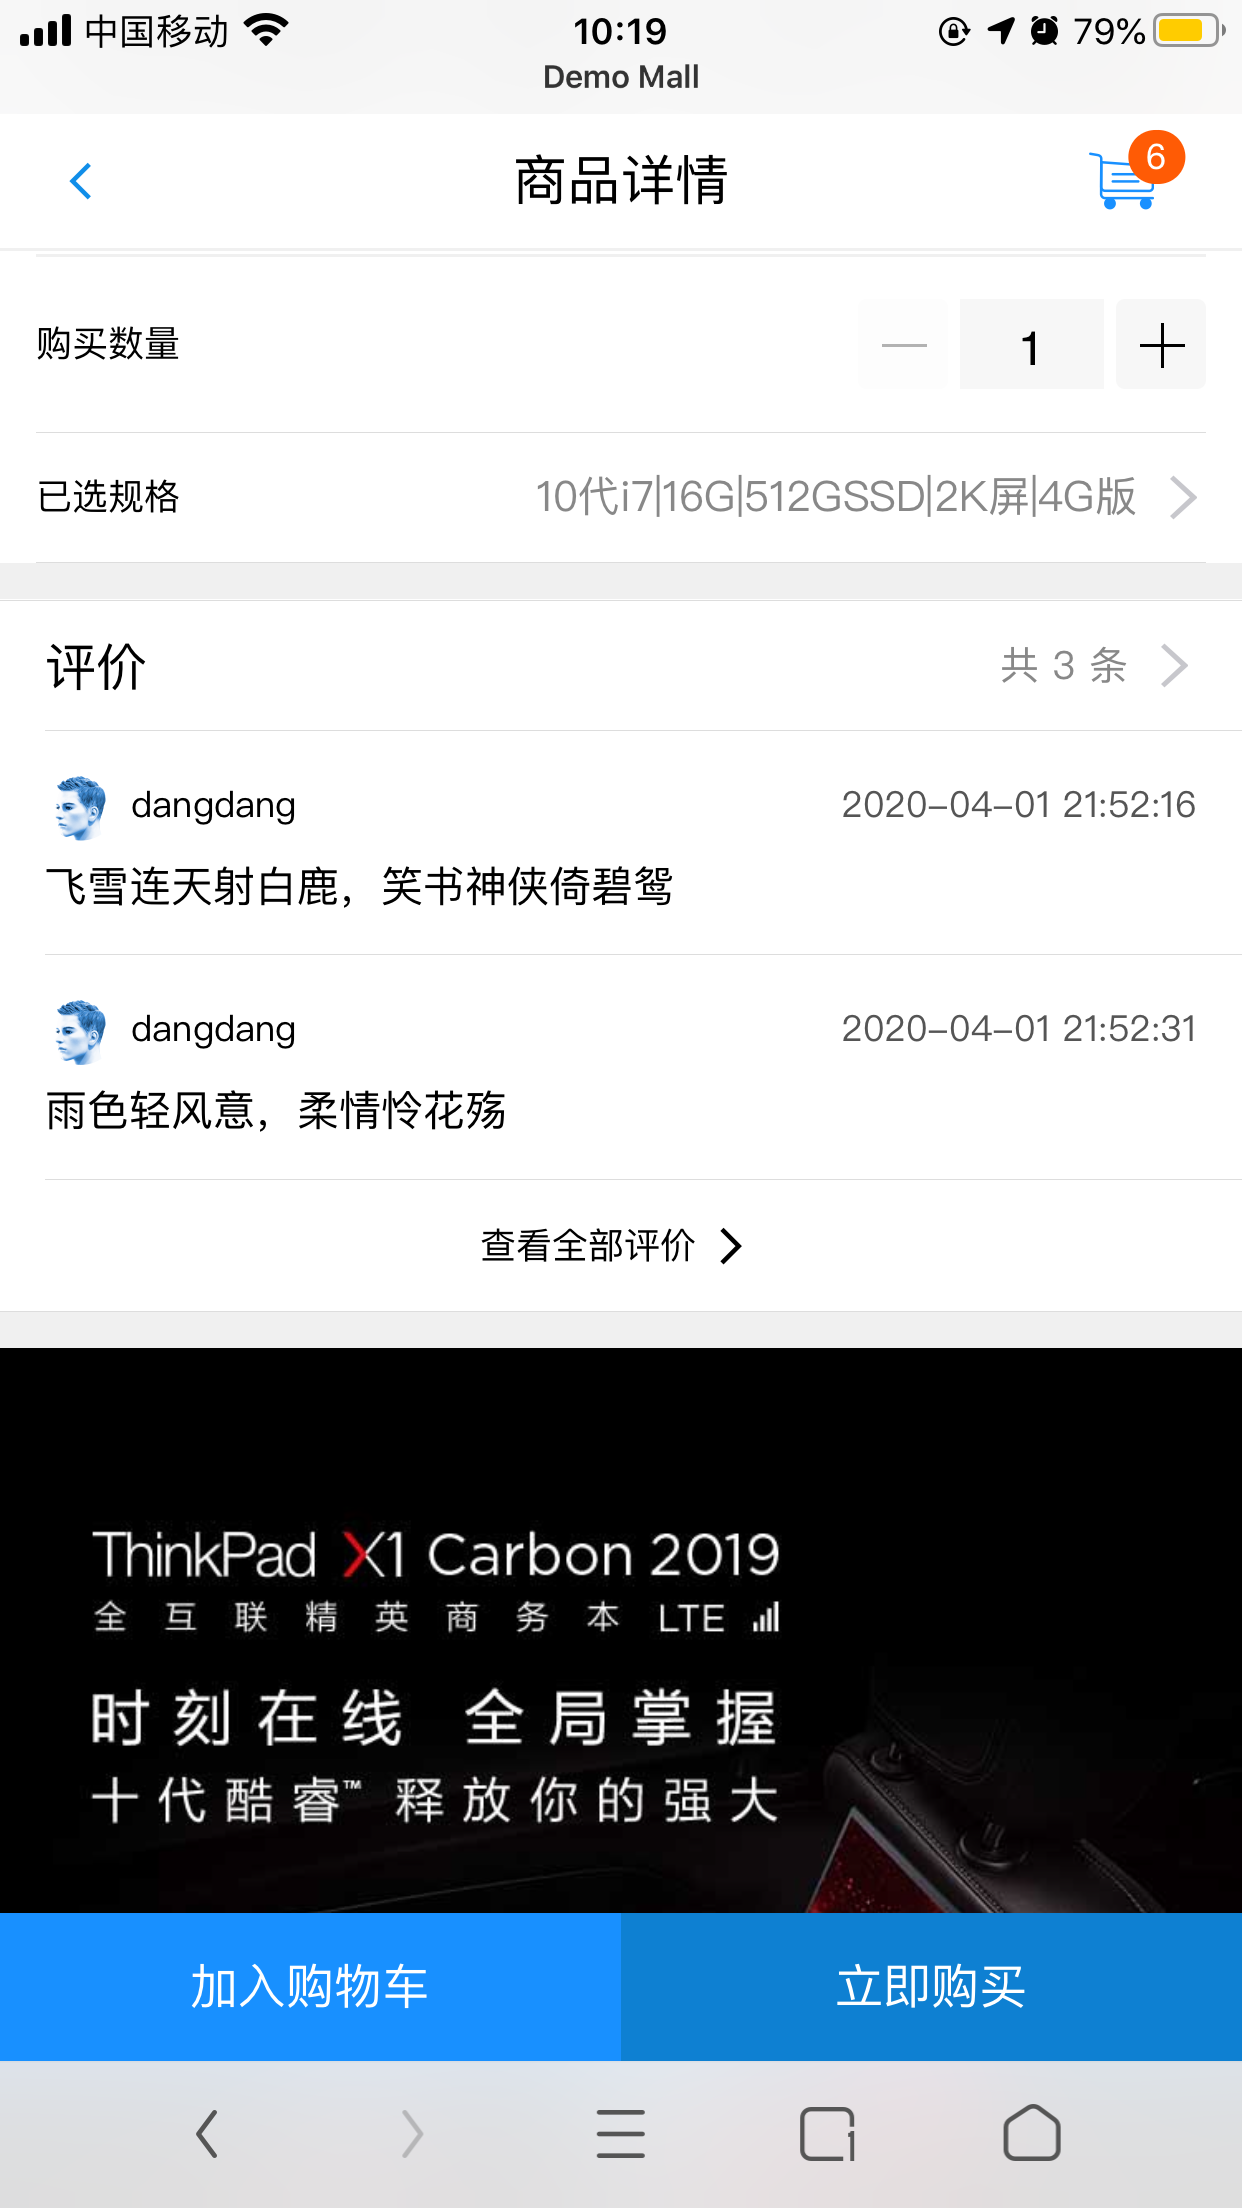 中国移动 10:19 79%
Demo Mall
商品详情 6
购买数量 1
已选规格 10代i7|16G|512GSSD|2K屏|4G版
评价 共 3 条
dangdang 2020-04-01 21:52:16
飞雪连天射白鹿，笑书神侠倚碧鸳
dangdang 2020-04-01 21:52:31
雨色轻风意，柔情怜花殇
查看全部评价
ThinkPad X1 Carbon 2019
全互联精英商务本 LTE
时刻在线 全局掌握
十代酷睿™ 释放你的强大
加入购物车 立即购买
1